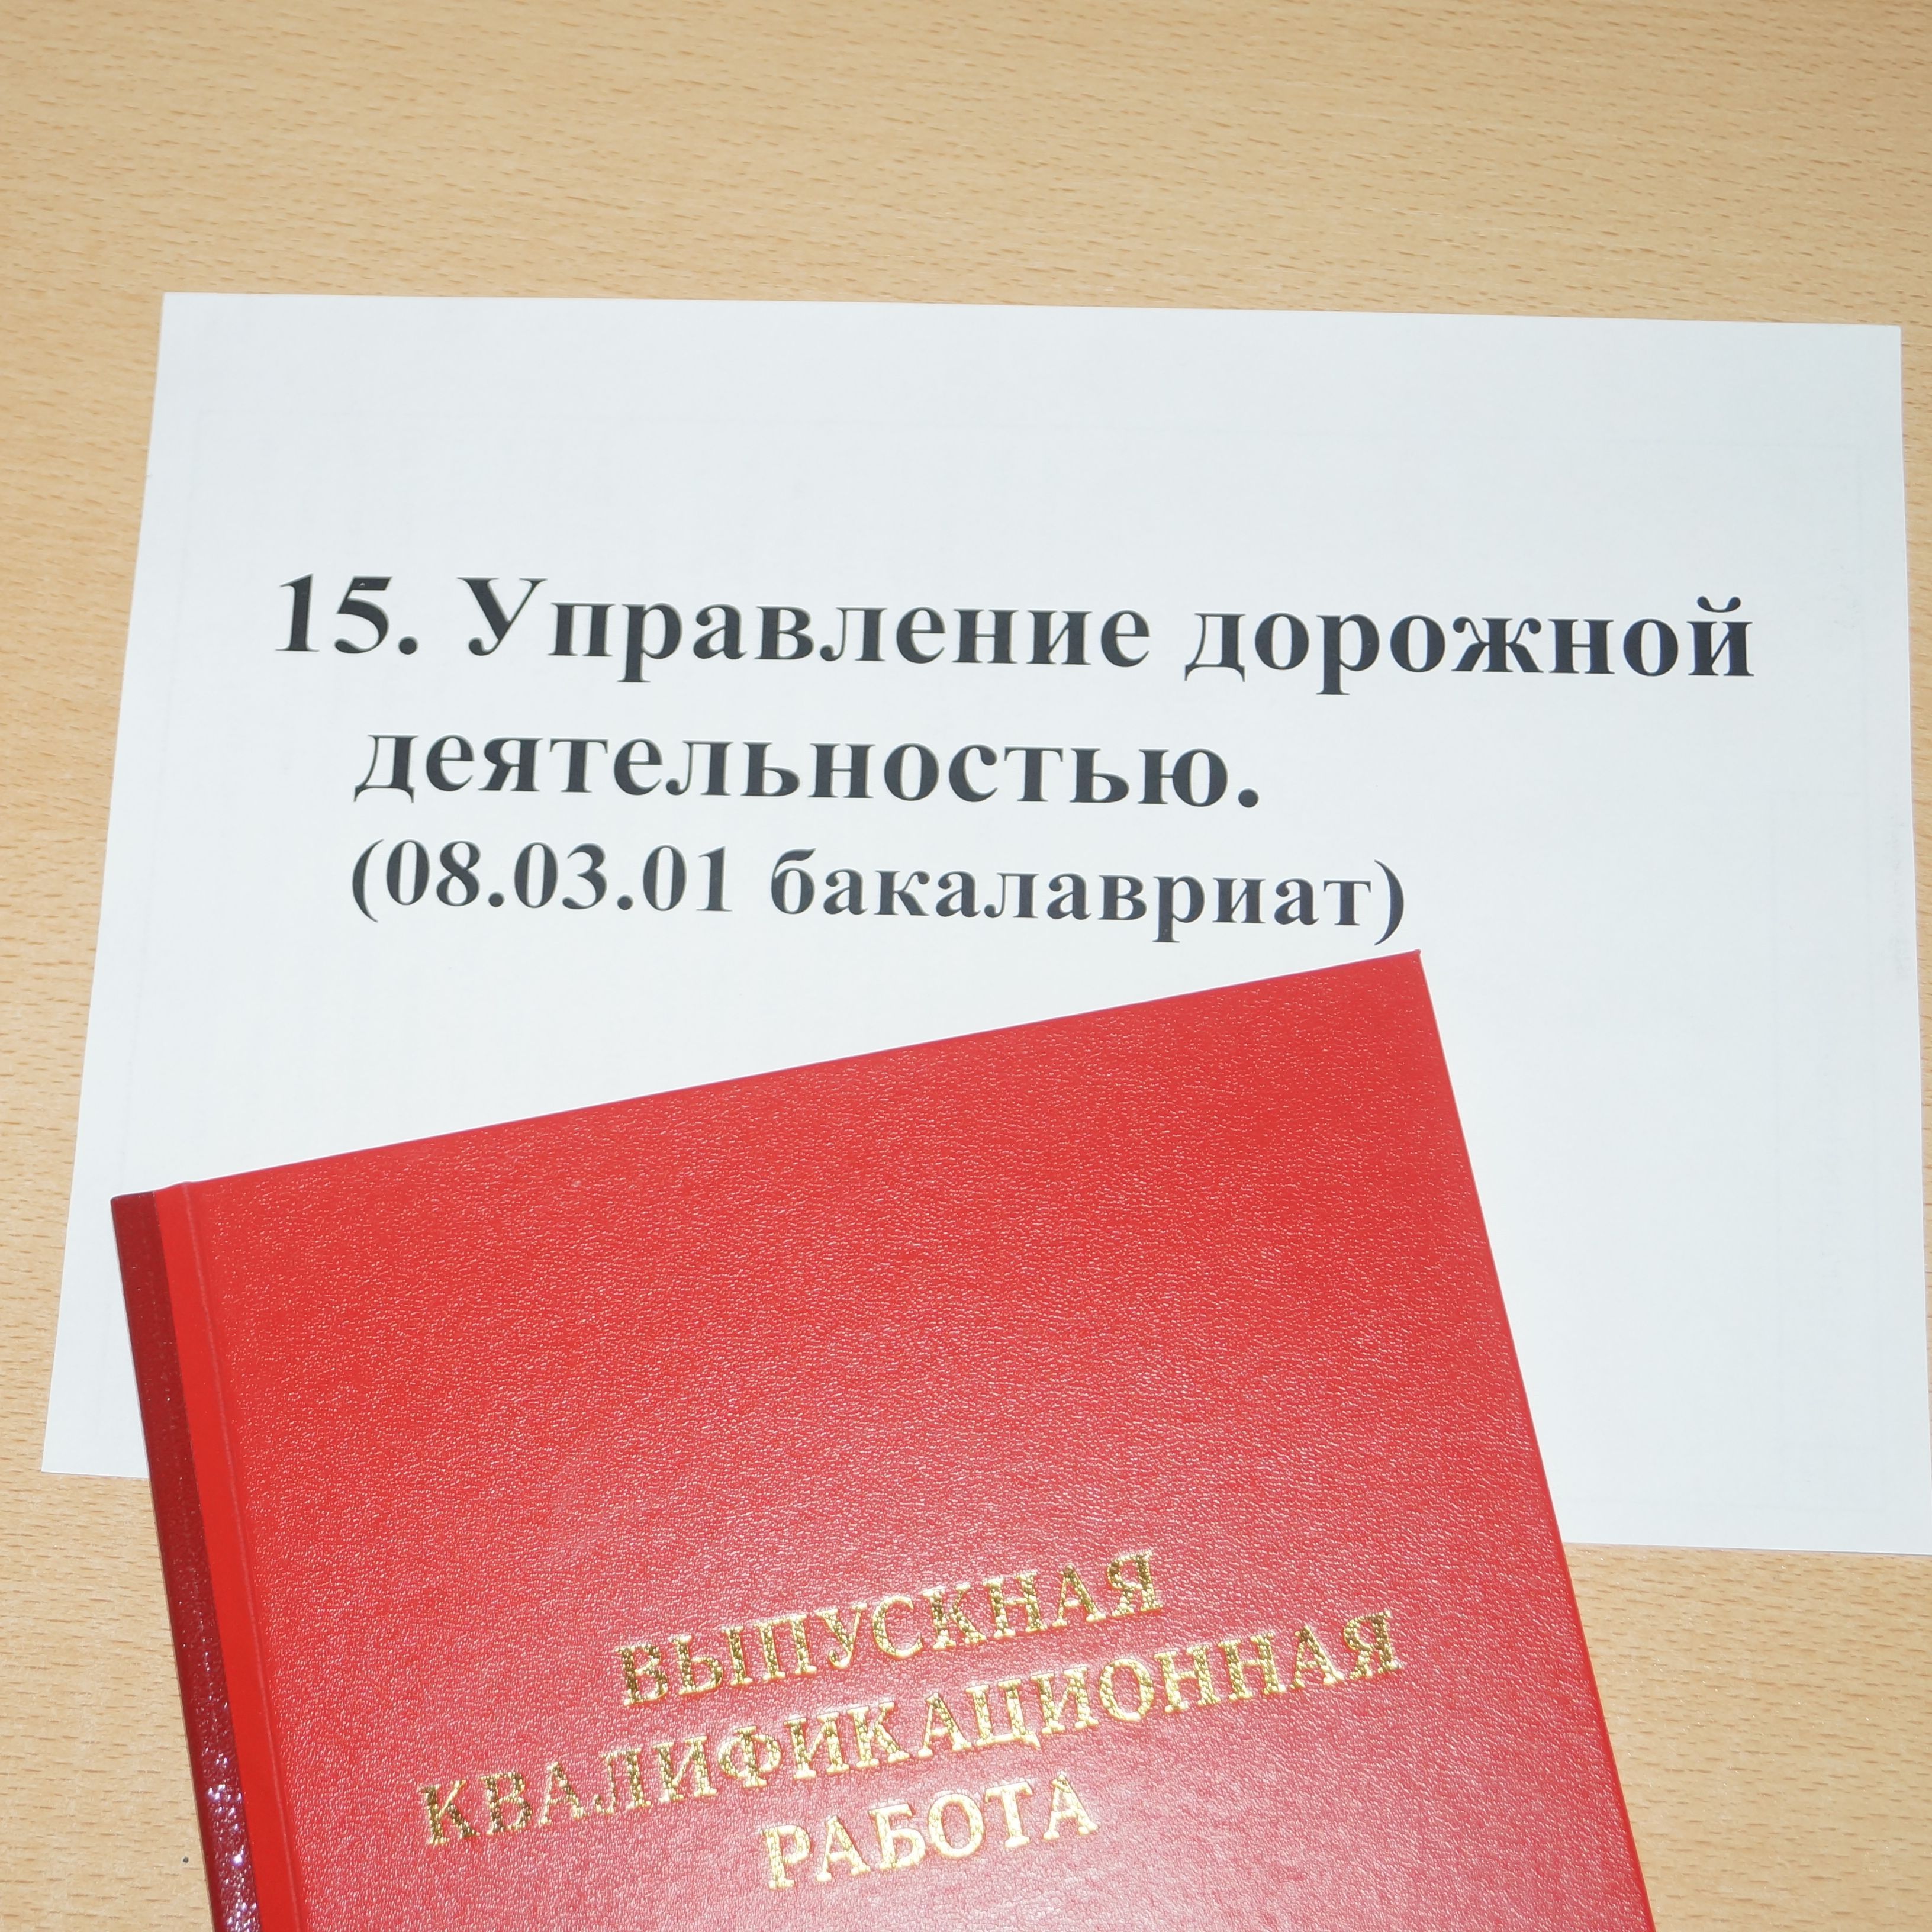 15. Управление дорожной
деятельностью.
(08.03.01 бакалавриат)
ВЫПУСКНАЯ
КВАЛИФИКАЦИОННАЯ
РАБОТА